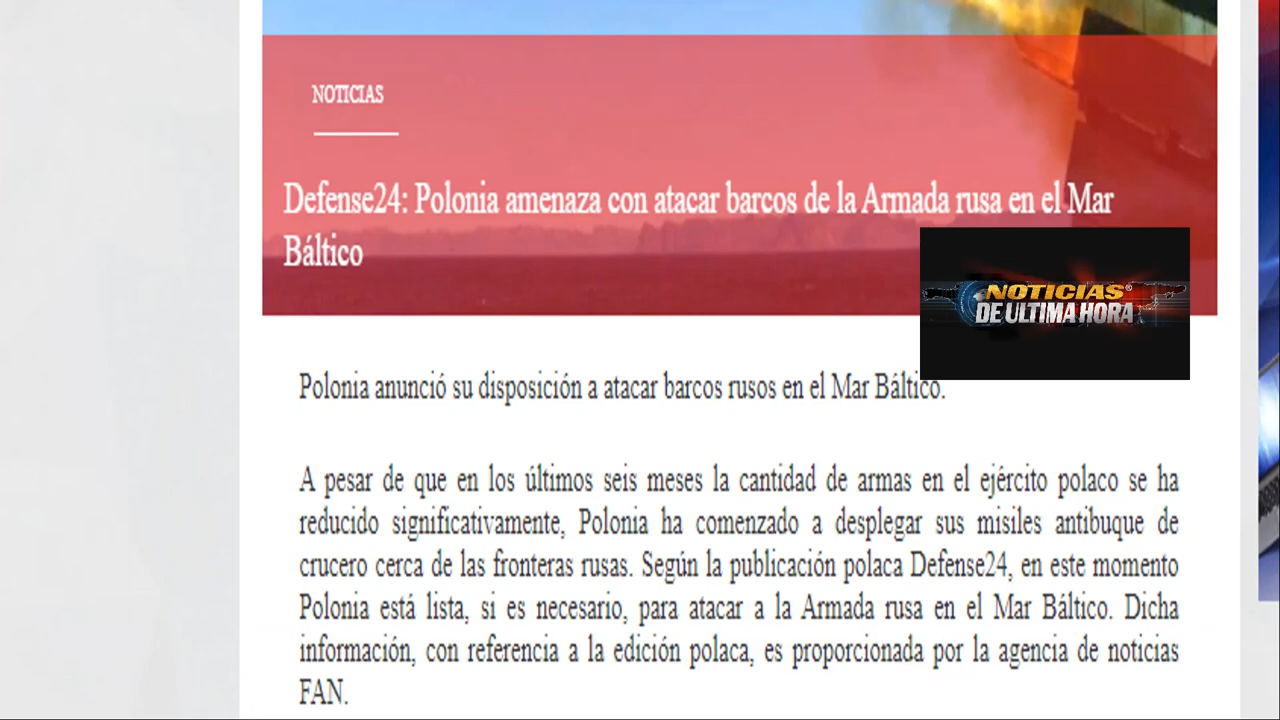 NOTICIAS
Defense24: Polonia amenaza con atacar barcos de la Armada rusa en el Mar
Báltico
NOTICIAS®
DE ULTIMA HORA
Polonia anunció su disposición a atacar barcos rusos en el Mar Báltico.
A pesar de que en los últimos seis meses la cantidad de armas en el ejército polaco se ha
reducido significativamente, Polonia ha comenzado a desplegar sus misiles antibuque de
crucero cerca de las fronteras rusas. Según la publicación polaca Defense24, en este momento
Polonia está lista, si es necesario, para atacar a la Armada rusa en el Mar Báltico. Dicha
información, con referencia a la edición polaca, es proporcionada por la agencia de noticias
FAN.